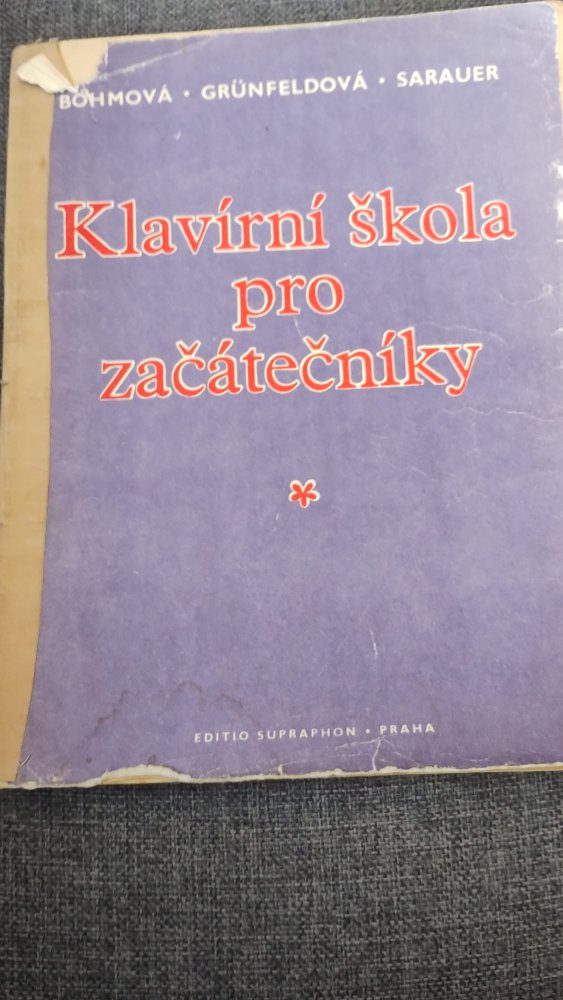 BÖHMOVÁ · GRÜNFELDOVÁ · SARAUER
Klavírní škola
pro
začátečníky
EDITIO SUPRAPHON · PRAHA